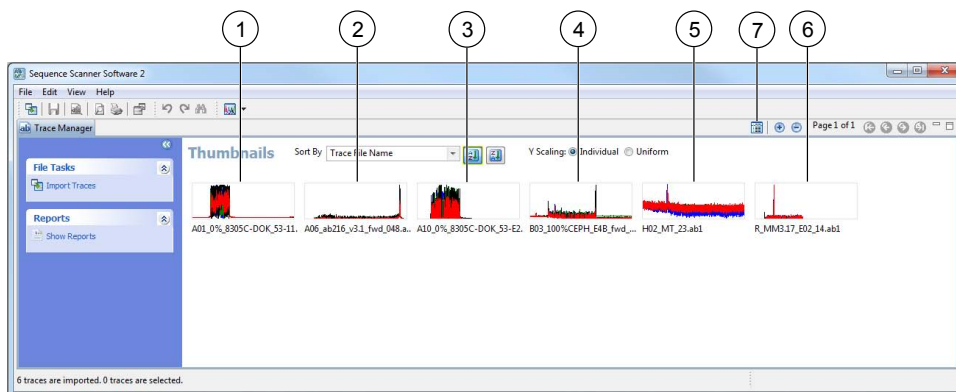 1 2 3 4 5 7 6
Sequence Scanner Software 2
File Edit View Help
Trace Manager
Page 1 of 1
Thumbnails Sort By Trace File Name Y Scaling: Individual Uniform
File Tasks
Import Traces
Reports
Show Reports
A01_0%_8305C-DOK_53-11. A06_ab216_v3.1_fwd_048.a.. A10_0%_8305C-DOK_53-E2. B03_100%CEPH_E4B_fwd_... H02_MT_23.ab1 R_MM3.17_E02_14.ab1
6 traces are imported. 0 traces are selected.